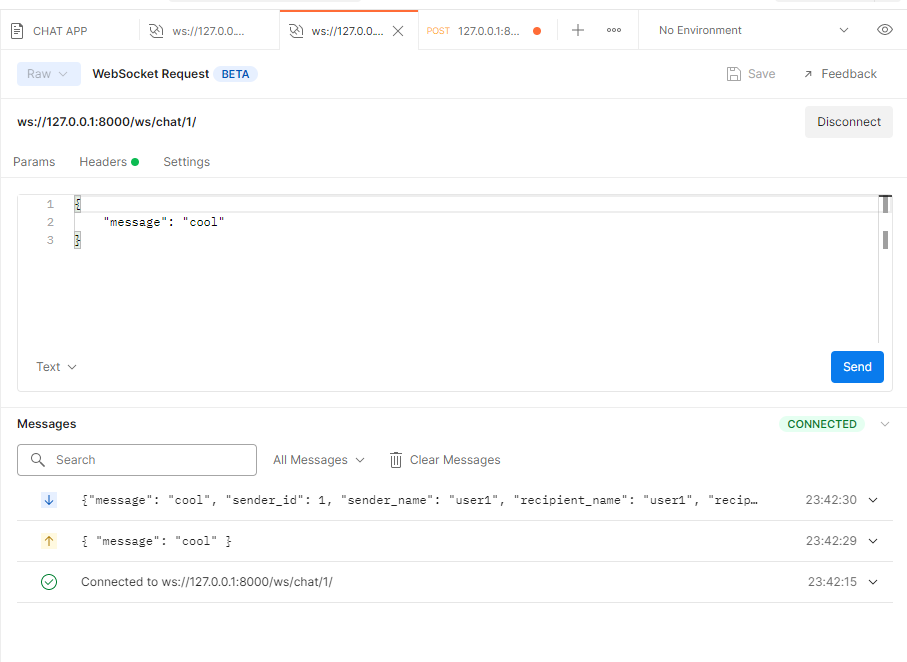 CHAT APP
ws://127.0.0....
ws://127.0.0....
POST 127.0.0.1:8...
No Environment
Raw
WebSocket Request BETA
Save
Feedback
ws://127.0.0.1:8000/ws/chat/1/
Disconnect
Params Headers Settings
1 {
2 "message": "cool"
3 }
Text
Send
Messages
CONNECTED
Search
All Messages
Clear Messages
{"message": "cool", "sender_id": 1, "sender_name": "user1", "recipient_name": "user1", "recip… 23:42:30
{ "message": "cool" } 23:42:29
Connected to ws://127.0.0.1:8000/ws/chat/1/ 23:42:15